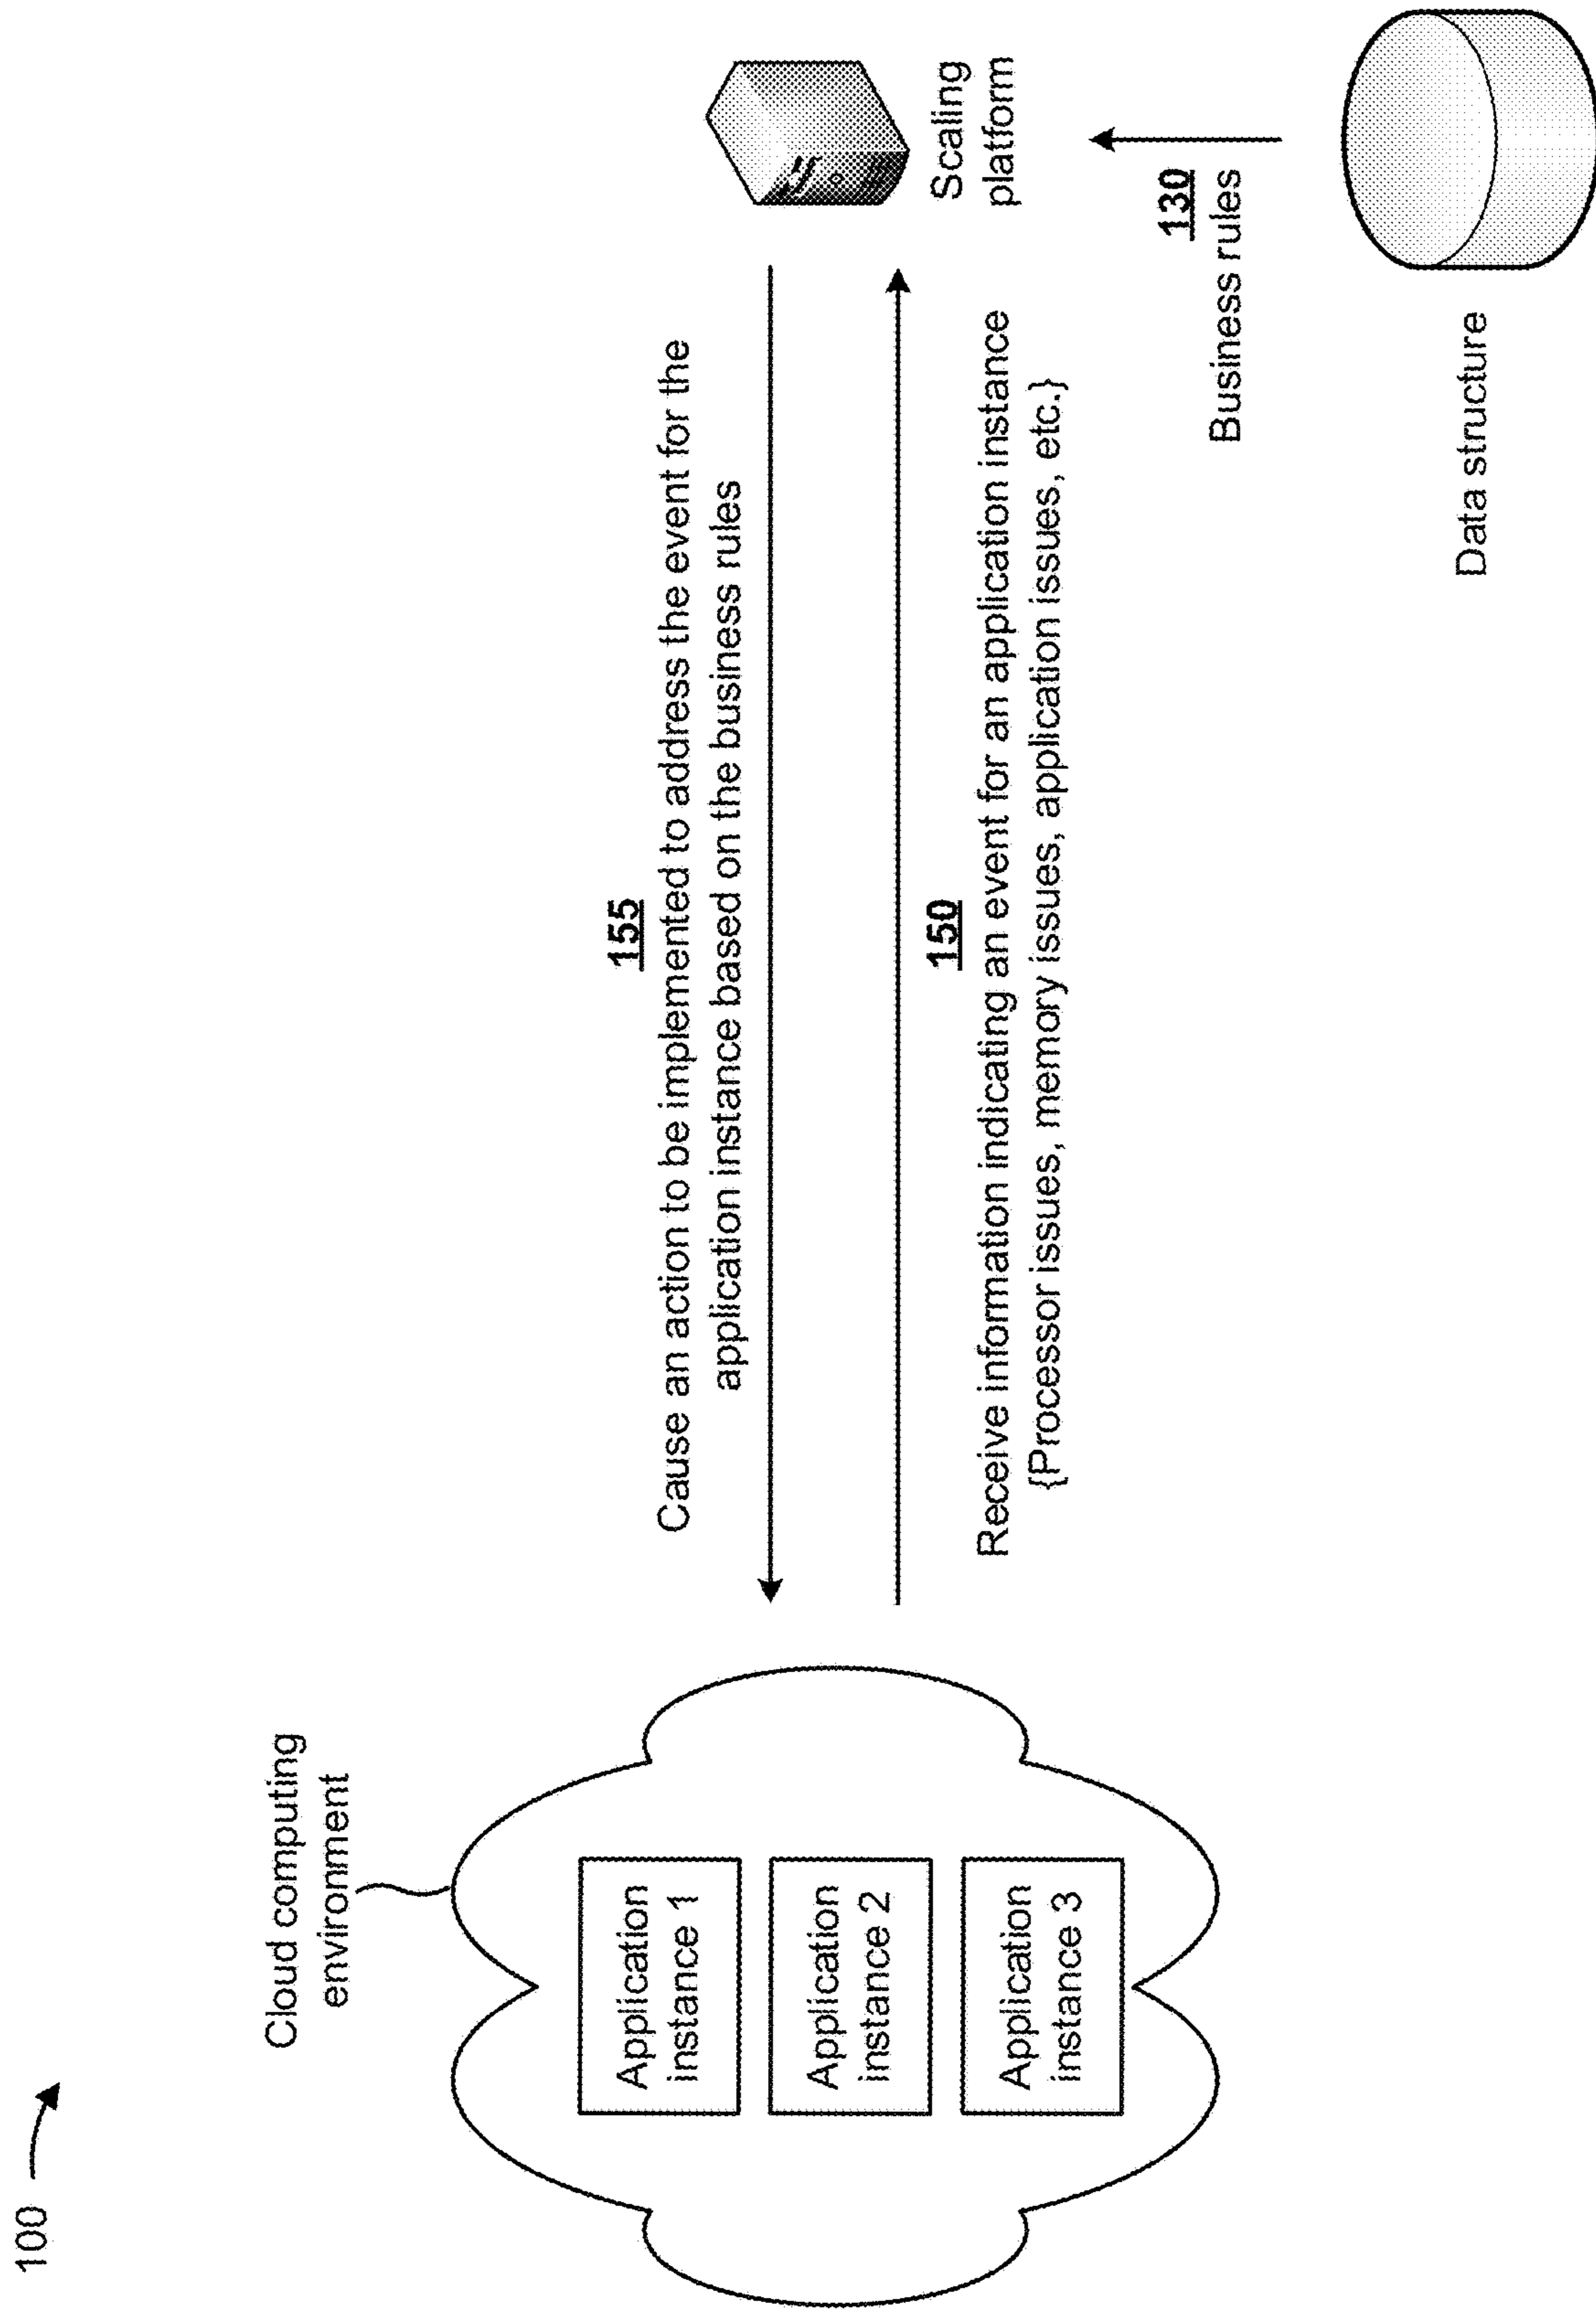 100
Cloud computing
environment
Application
instance 1
Application
instance 2
Application
instance 3
155
Cause an action to be implemented to address the event for the
application instance based on the business rules
150
Receive information indicating an event for an application instance
{Processor issues, memory issues, application issues, etc.}
Scaling
platform
130
Business rules
Data structure